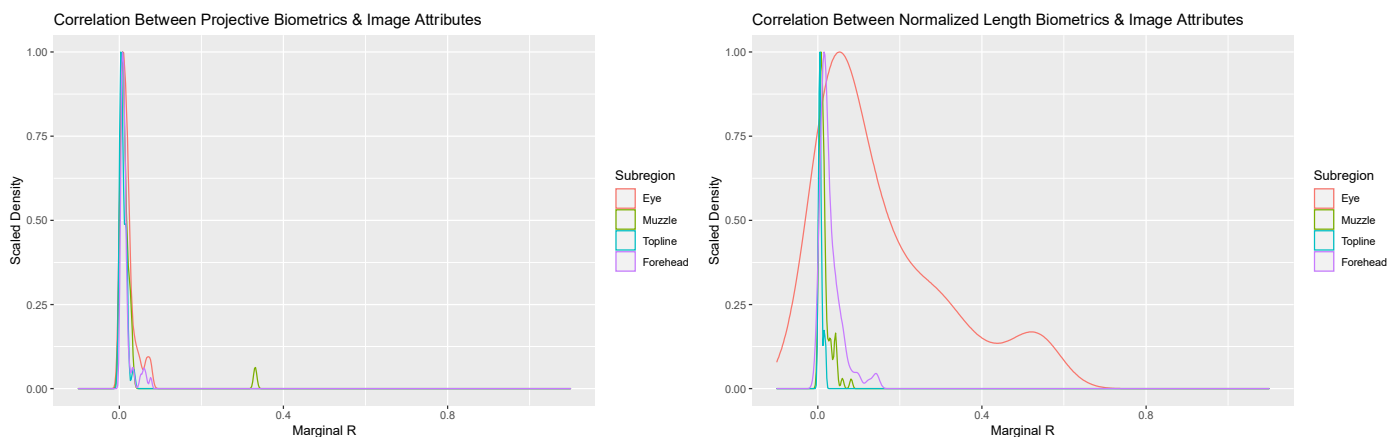 Correlation Between Projective Biometrics & Image Attributes
1.00
0.75
0.50
0.25
0.00
Scaled Density
0.0 0.4 0.8
Marginal R
Subregion
Eye
Muzzle
Topline
Forehead
Correlation Between Normalized Length Biometrics & Image Attributes
1.00
0.75
0.50
0.25
0.00
Scaled Density
0.0 0.4 0.8
Marginal R
Subregion
Eye
Muzzle
Topline
Forehead